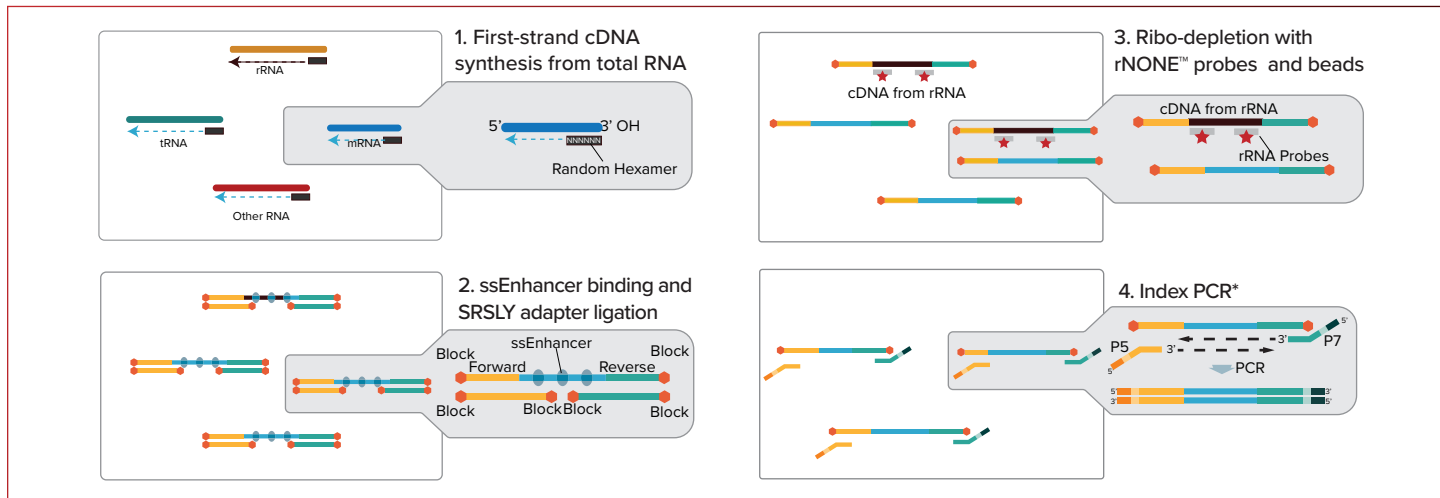 1. First-strand cDNA
synthesis from total RNA
rRNA
tRNA
mRNA
Other RNA
5’
3’ OH
NNNNNN
Random Hexamer
2. ssEnhancer binding and
SRSLY adapter ligation
ssEnhancer
Block
Block
Forward
Reverse
Block
Block
Block
Block
3. Ribo-depletion with
rNONE™ probes and beads
cDNA from rRNA
cDNA from rRNA
rRNA Probes
4. Index PCR*
5’
P5
3’
3’
P7
5’
PCR
5’
3’
3’
5’